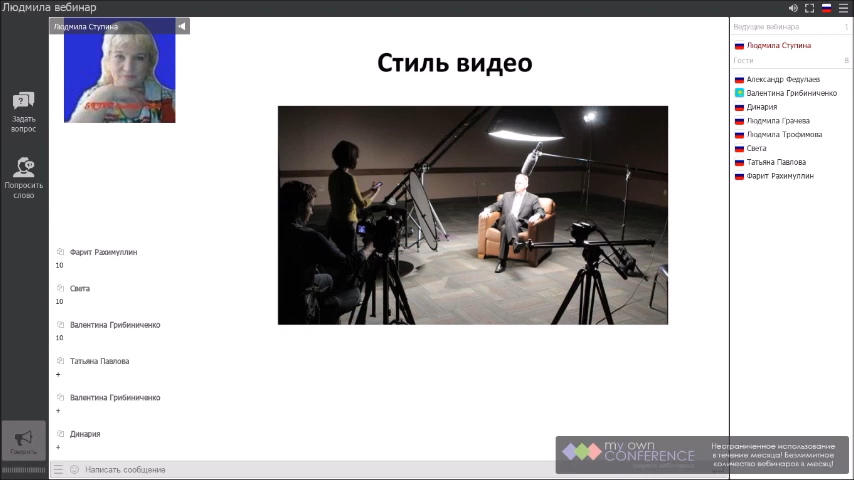 Людмила вебинар
Людмила Ступина
Задать
вопрос
Попросить
слово
Говорить
Стиль видео
Фарит Рахимуллин
10
Света
10
Валентина Грибиниченко
10
Татьяна Павлова
+
Валентина Грибиниченко
+
Динария
+
Написать сообщение
Ведущие вебинара 1
Людмила Ступина
Гости 8
Александр Федулаев
Валентина Грибиниченко
Динария
Людмила Грачева
Людмила Трофимова
Света
Татьяна Павлова
Фарит Рахимуллин
my own
CONFERENCE
Неограниченное использование
в течение месяца! Безлимитное
количество вебинаров в месяц!